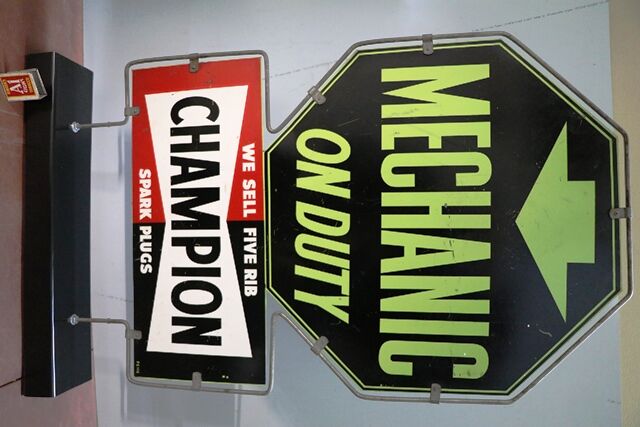 MECHANIC
ON DUTY
WE SELL FIVE RIB
CHAMPION
SPARK PLUGS